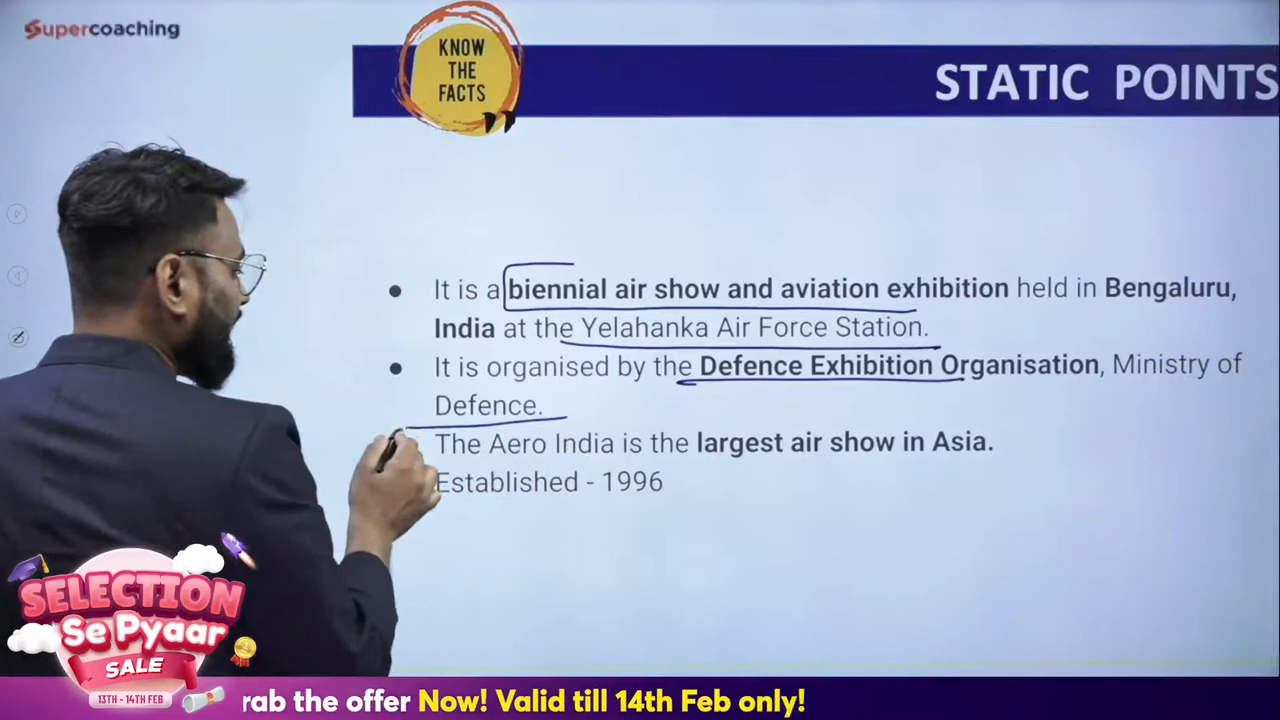 Supercoaching
KNOW
THE
FACTS
STATIC POINTS
It is a biennial air show and aviation exhibition held in Bengaluru,
India at the Yelahanka Air Force Station.
It is organised by the Defence Exhibition Organisation, Ministry of
Defence.
The Aero India is the largest air show in Asia.
Established - 1996
SELECTION
Se Pyaar
SALE
13TH - 14TH FEB
rab the offer Now! Valid till 14th Feb only!